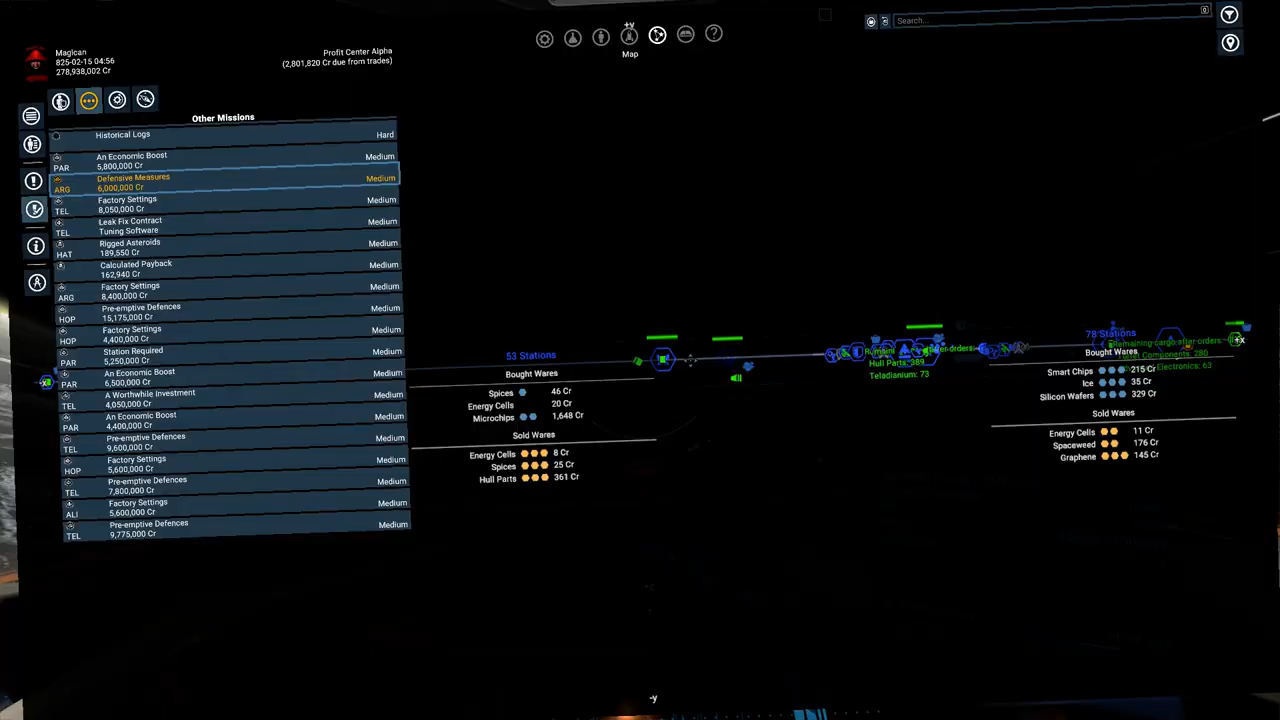 Magican
825-02-15 04:56
278,938,002 Cr
Profit Center Alpha
(2,801,820 Cr due from trades)
+y
Map
?
Search...
Other Missions
Historical Logs Hard
An Economic Boost Medium
PAR 5,800,000 Cr
Defensive Measures Medium
ARG 6,000,000 Cr
Factory Settings Medium
TEL 8,050,000 Cr
Leak Fix Contract Medium
TEL Tuning Software
Rigged Asteroids Medium
HAT 189,550 Cr
Calculated Payback Medium
162,940 Cr
Factory Settings Medium
ARG 8,400,000 Cr
Pre-emptive Defences Medium
HOP 15,175,000 Cr
Factory Settings Medium
HOP 4,400,000 Cr
Station Required Medium
PAR 5,250,000 Cr
An Economic Boost Medium
PAR 6,500,000 Cr
A Worthwhile Investment Medium
TEL 4,050,000 Cr
An Economic Boost Medium
PAR 4,400,000 Cr
Pre-emptive Defences Medium
TEL 9,600,000 Cr
Factory Settings Medium
HOP 5,600,000 Cr
Pre-emptive Defences Medium
TEL 7,800,000 Cr
Factory Settings Medium
ALI 5,600,000 Cr
Pre-emptive Defences Medium
TEL 9,775,000 Cr
53 Stations
Bought Wares
Spices 46 Cr
Energy Cells 20 Cr
Microchips 1,648 Cr
Sold Wares
Energy Cells 8 Cr
Spices 25 Cr
Hull Parts 361 Cr
Hull Parts: 389
Teladianium: 73
78 Stations
Remaining cargo after orders:
Components: 280
Electronics: 63
Bought Wares
Smart Chips 215 Cr
Ice 35 Cr
Silicon Wafers 329 Cr
Sold Wares
Energy Cells 11 Cr
Spaceweed 176 Cr
Graphene 145 Cr
-x
+x
-y